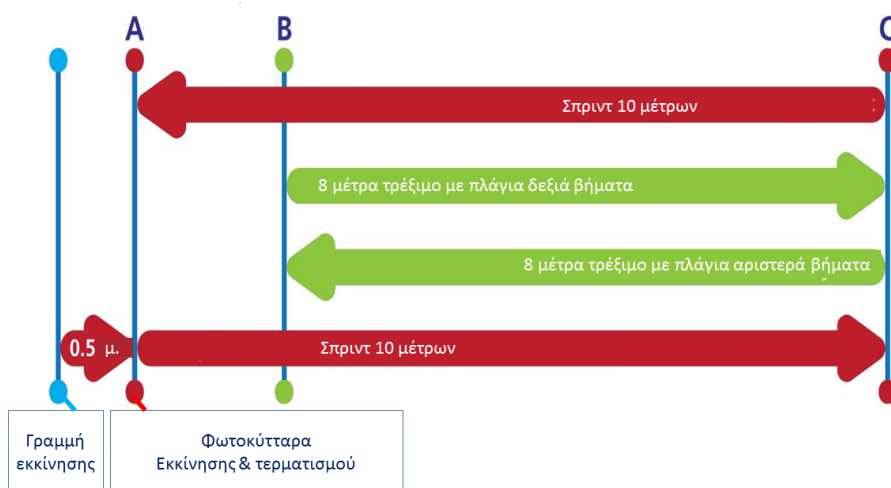 A
B
C
Σπριντ 10 μέτρων
8 μέτρα τρέξιμο με πλάγια δεξιά βήματα
8 μέτρα τρέξιμο με πλάγια αριστερά βήματα
0.5 μ.
Σπριντ 10 μέτρων
Γραμμή
εκκίνησης
Φωτοκύτταρα
Εκκίνησης & τερματισμού